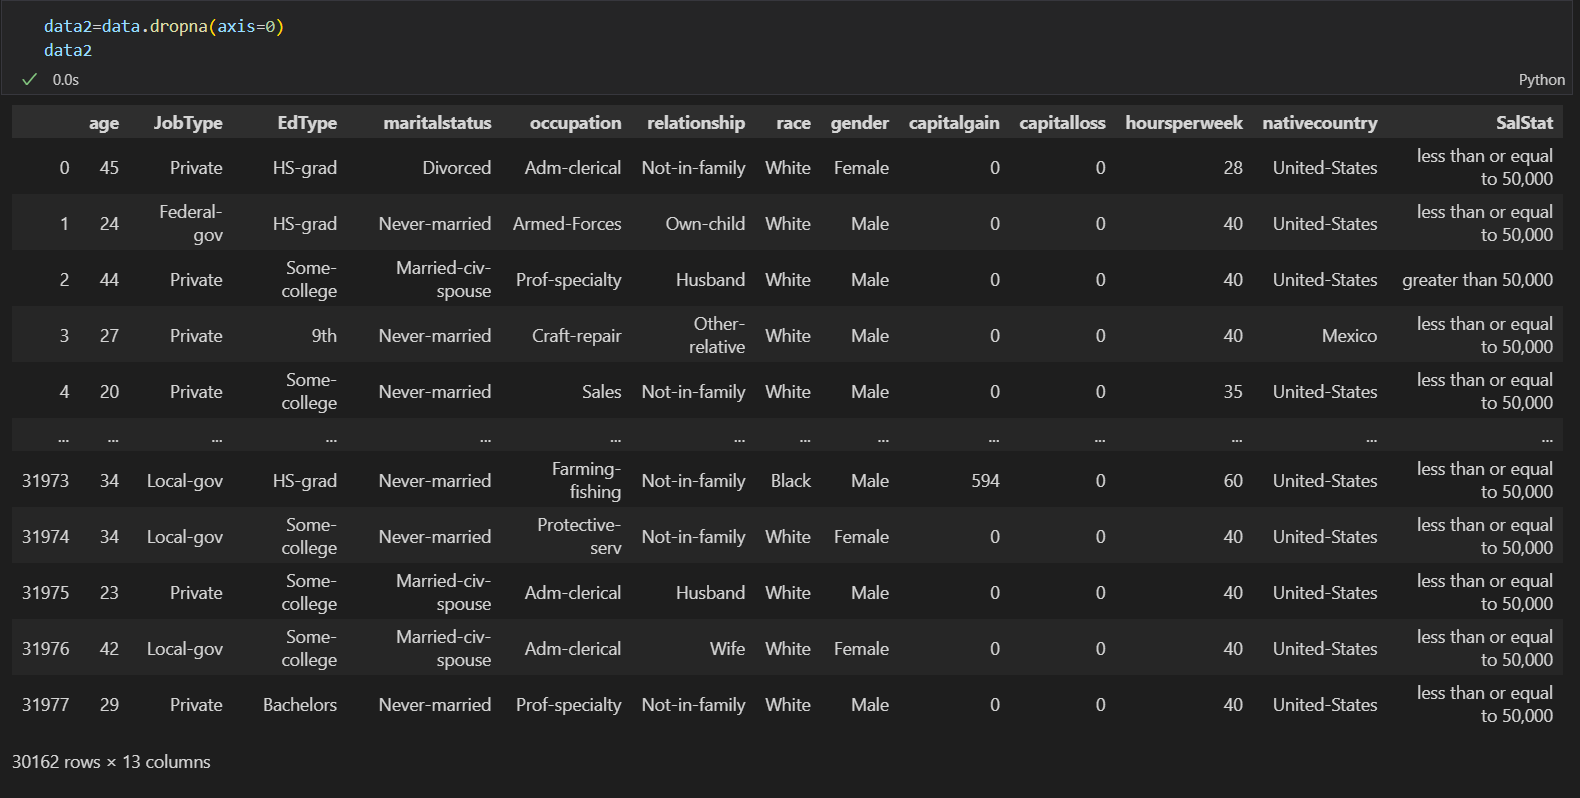 data2=data.dropna(axis=0)
data2
0.0s
Python
age JobType EdType maritalstatus occupation relationship race gender capitalgain capitalloss hoursperweek nativecountry SalStat
0 45 Private HS-grad Divorced Adm-clerical Not-in-family White Female 0 0 28 United-States less than or equal to 50,000
1 24 Federal-gov HS-grad Never-married Armed-Forces Own-child White Male 0 0 40 United-States less than or equal to 50,000
2 44 Private Some-college Married-civ-spouse Prof-specialty Husband White Male 0 0 40 United-States greater than 50,000
3 27 Private 9th Never-married Craft-repair Other-relative White Male 0 0 40 Mexico less than or equal to 50,000
4 20 Private Some-college Never-married Sales Not-in-family White Male 0 0 35 United-States less than or equal to 50,000
... ... ... ... ... ... ... ... ... ... ... ... ... ...
31973 34 Local-gov HS-grad Never-married Farming-fishing Not-in-family Black Male 594 0 60 United-States less than or equal to 50,000
31974 34 Local-gov Some-college Never-married Protective-serv Not-in-family White Female 0 0 40 United-States less than or equal to 50,000
31975 23 Private Some-college Married-civ-spouse Adm-clerical Husband White Male 0 0 40 United-States less than or equal to 50,000
31976 42 Local-gov Some-college Married-civ-spouse Adm-clerical Wife White Female 0 0 40 United-States less than or equal to 50,000
31977 29 Private Bachelors Never-married Prof-specialty Not-in-family White Male 0 0 40 United-States less than or equal to 50,000
30162 rows × 13 columns